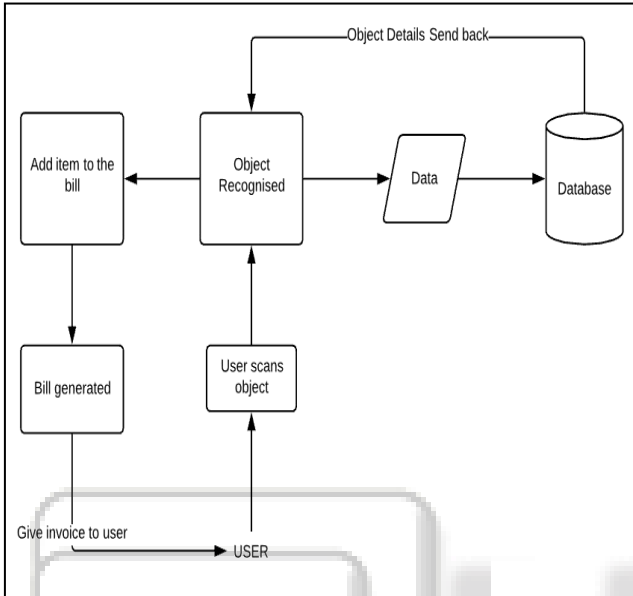 Object Details Send back
Add item to the
bill
Object
Recognised
Data
Database
Bill generated
User scans
object
Give invoice to user
USER